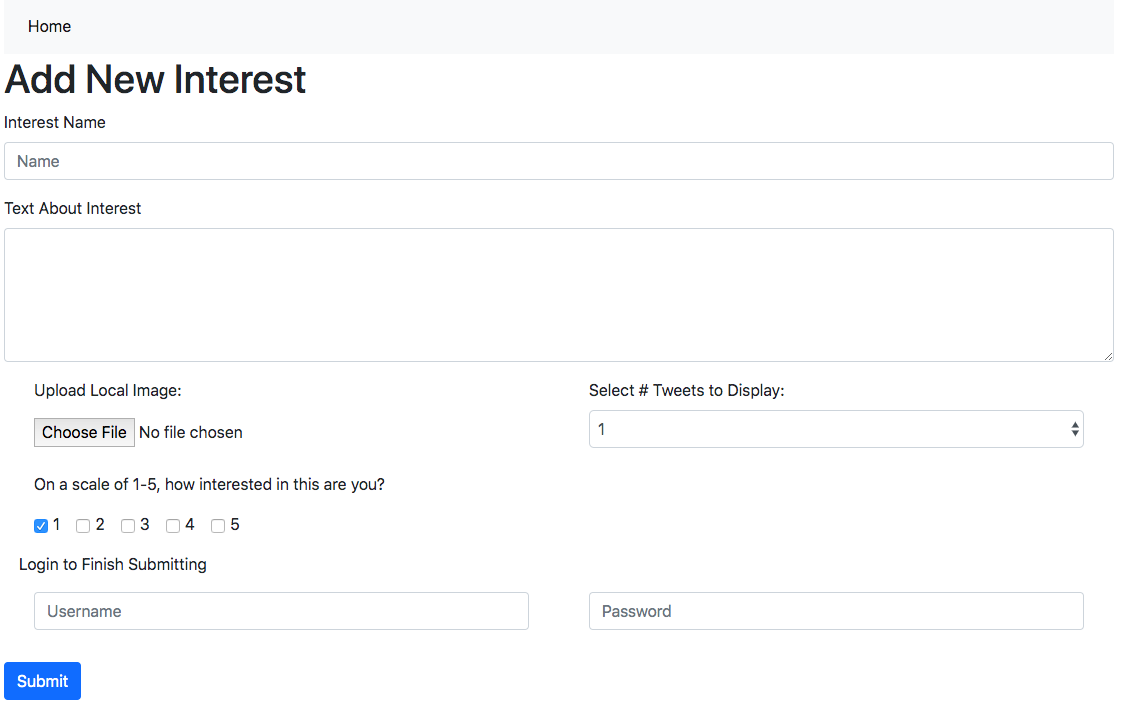 Home
Add New Interest
Interest Name
Name
Text About Interest
Upload Local Image: Select # Tweets to Display:
Choose File No file chosen 1
On a scale of 1-5, how interested in this are you?
1 2 3 4 5
Login to Finish Submitting
Username Password
Submit